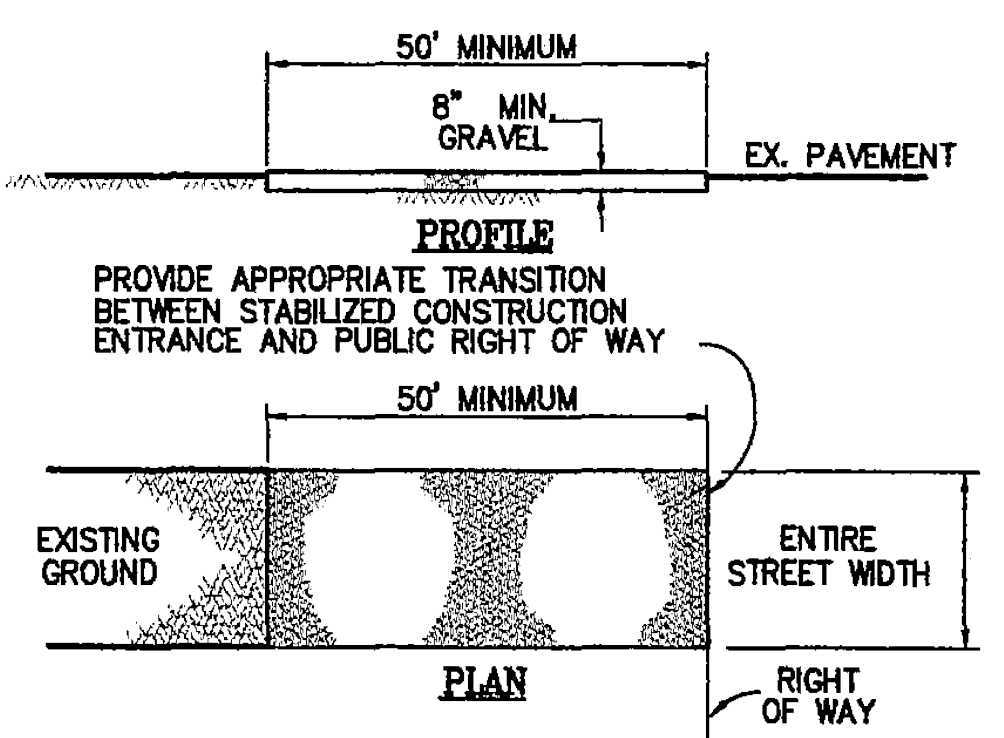 50' MINIMUM
8" MIN.
GRAVEL
EX. PAVEMENT
PROFILE
PROVIDE APPROPRIATE TRANSITION
BETWEEN STABILIZED CONSTRUCTION
ENTRANCE AND PUBLIC RIGHT OF WAY
50' MINIMUM
EXISTING
GROUND
ENTIRE
STREET WIDTH
PLAN
RIGHT
OF WAY